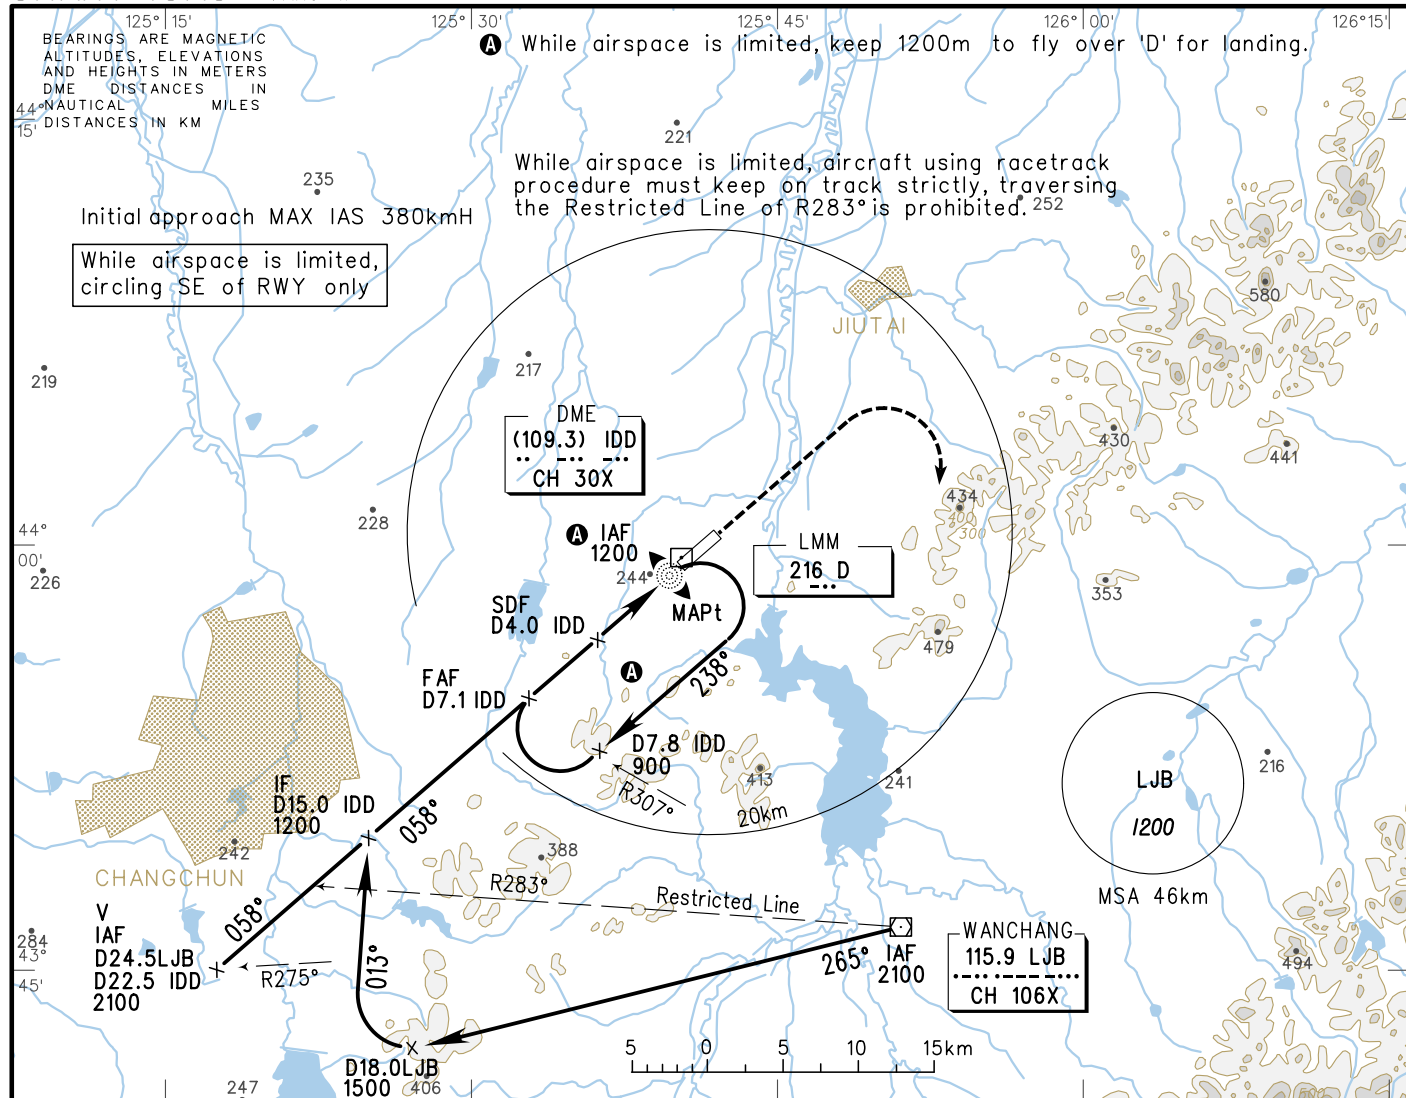 125° 15'
125° 30'
125° 45'
126° 00'
126° 15'
BEARINGS ARE MAGNETIC
ALTITUDES, ELEVATIONS
AND HEIGHTS IN METERS
DME DISTANCES IN
NAUTICAL MILES
DISTANCES IN KM
A While airspace is limited, keep 1200m to fly over 'D' for landing.
44°
15'
221
While airspace is limited, aircraft using racetrack
procedure must keep on track strictly, traversing
the Restricted Line of R283° is prohibited.
252
235
Initial approach MAX IAS 380kmH
While airspace is limited,
circling SE of RWY only
580
JIUTAI
219
217
DME
(109.3) IDD
CH 30X
430
441
434
400
300
228
44°
00'
226
A IAF
1200
244
LMM
216 D
353
SDF
D4.0 IDD
MAPt
479
FAF
D7.1 IDD
A
238°
D7.8 IDD
900
R307°
413
241
20km
216
LJB
1200
MSA 46km
IF
D15.0 IDD
1200
058°
242
388
CHANGCHUN
R283°
Restricted Line
V
IAF
D24.5LJB
D22.5 IDD
2100
058°
R275°
284
43°
45'
013°
265°
IAF
2100
WANCHANG
115.9 LJB
CH 106X
494
D18.0LJB
1500
406
247
5 0 5 10 15km